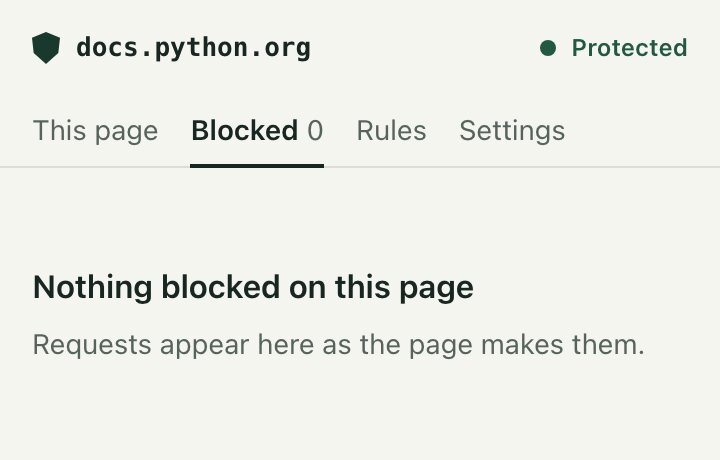 docs.python.org
Protected
This page Blocked 0 Rules Settings
Nothing blocked on this page
Requests appear here as the page makes them.